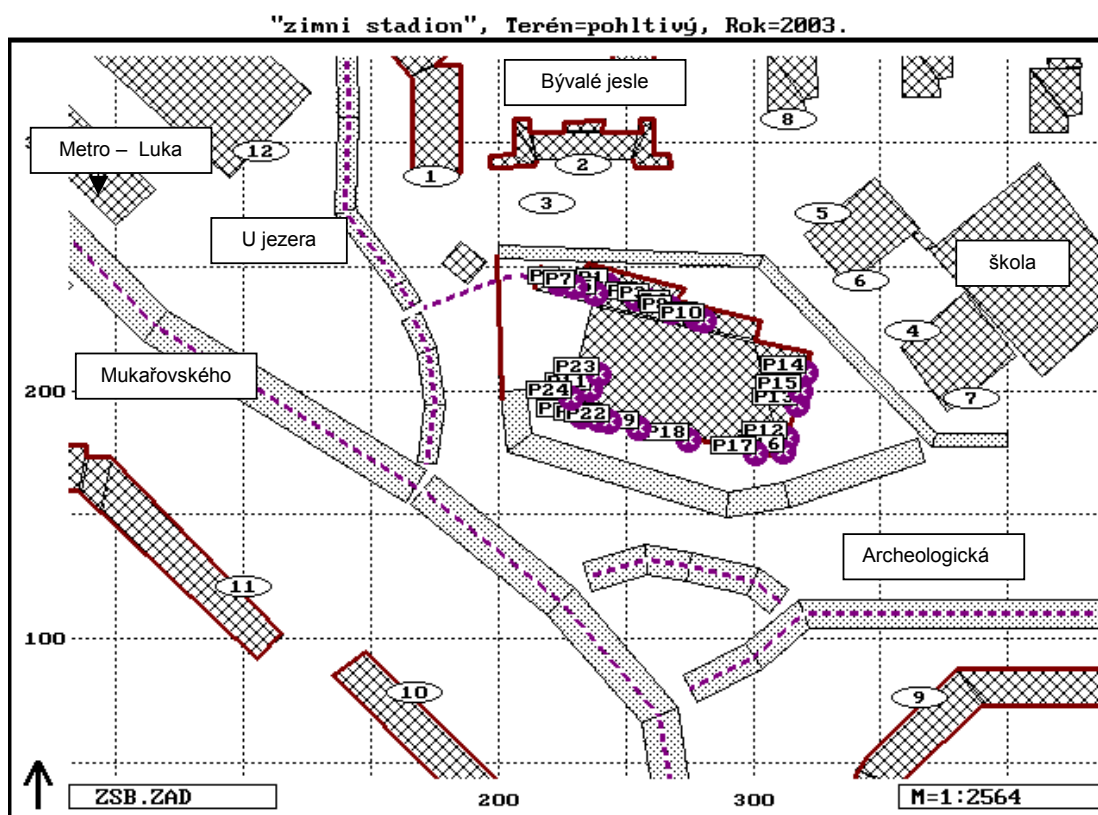 "zimni stadion", Terén=pohltivý, Rok=2003.
Bývalé jesle
8
Metro – Luka
12
1
2
3
5
U jezera
škola
6
P7
P10
4
Mukařovského
200
P23
P14
P15
P24
7
P22
P18
P12
P17
Archeologická
11
100
10
9
ZSB.ZAD
200
300
M=1:2564